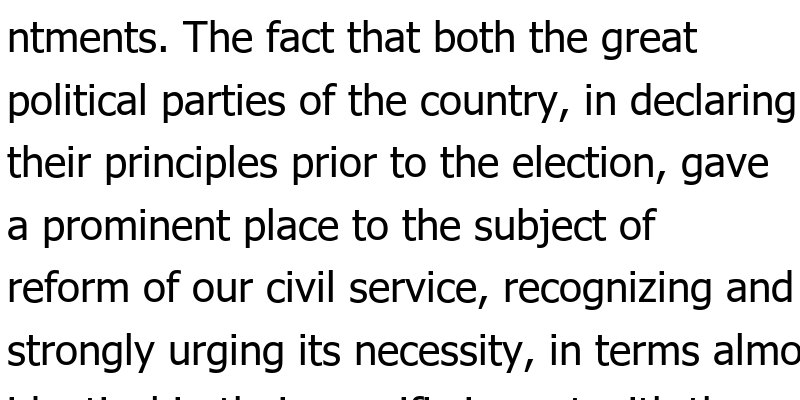 ntments. The fact that both the great
political parties of the country, in declaring
their principles prior to the election, gave
a prominent place to the subject of
reform of our civil service, recognizing and
strongly urging its necessity, in terms almo